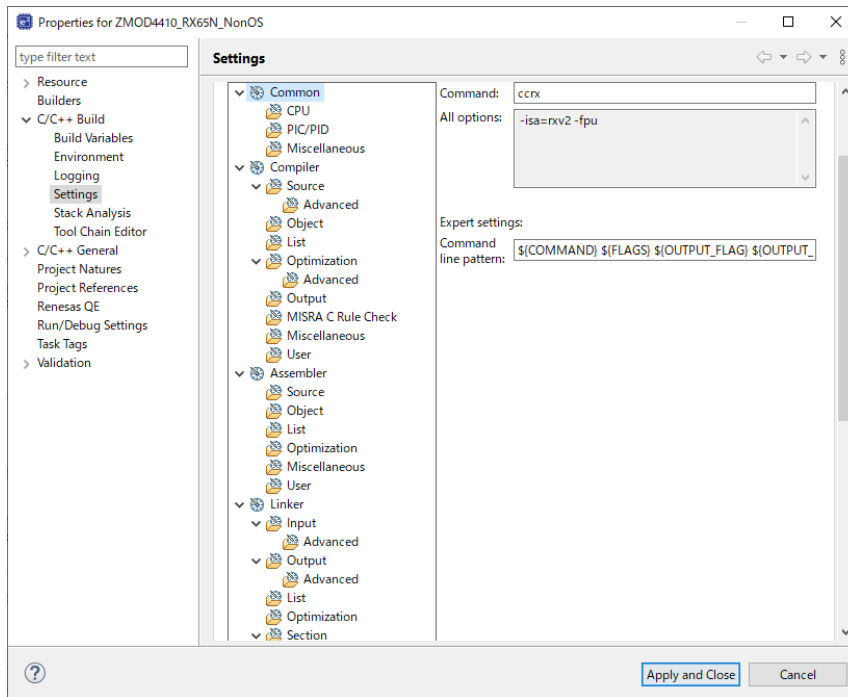 Properties for ZMOD4410_RX65N_NonOS
type filter text
Resource
Builders
C/C++ Build
Build Variables
Environment
Logging
Settings
Stack Analysis
Tool Chain Editor
C/C++ General
Project Natures
Project References
Renesas QE
Run/Debug Settings
Task Tags
Validation
Settings
Common
CPU
PIC/PID
Miscellaneous
Compiler
Source
Advanced
Object
List
Optimization
Advanced
Output
MISRA C Rule Check
Miscellaneous
User
Assembler
Source
Object
List
Optimization
Miscellaneous
User
Linker
Input
Advanced
Output
Advanced
List
Optimization
Section
Command: ccrx
All options: -isa=rxv2 -fpu
Expert settings:
Command
line pattern: ${COMMAND} ${FLAGS} ${OUTPUT_FLAG} ${OUTPUT_
Apply and Close
Cancel